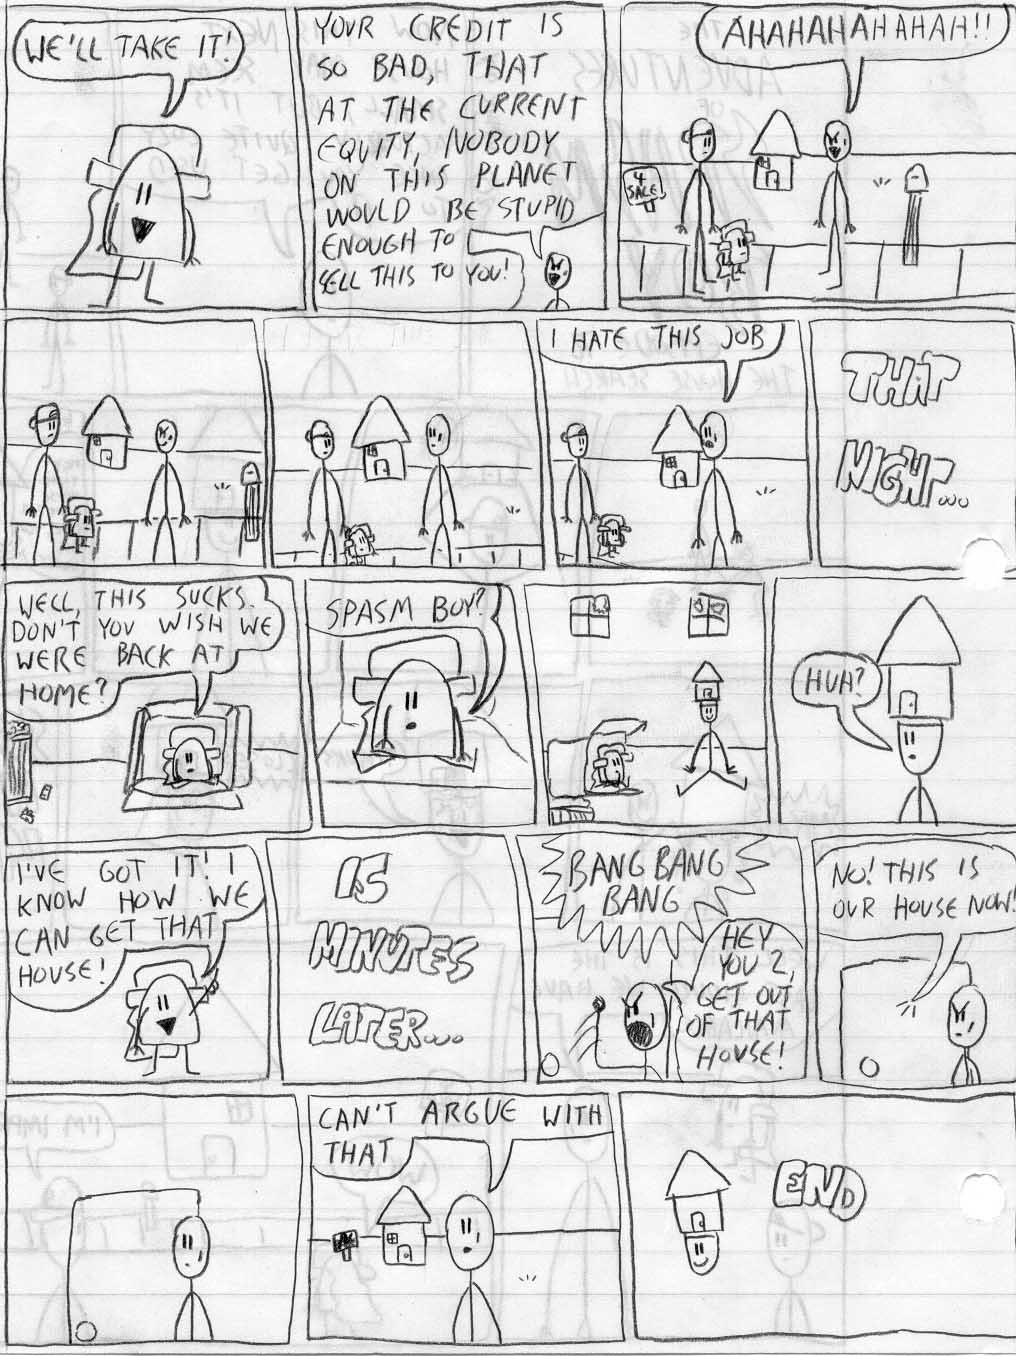 WE'LL TAKE IT!
YOUR CREDIT IS
SO BAD, THAT
AT THE CURRENT
EQUITY, NOBODY
ON THIS PLANET
WOULD BE STUPID
ENOUGH TO
SELL THIS TO YOU!
AHAHAHAHAHAH!!
4
SALE
I HATE THIS JOB
THAT
NIGHT...
WELL, THIS SUCKS.
DON'T YOU WISH WE
WERE BACK AT
HOME?
SPASM BOY?
HUH?
I'VE GOT IT! I
KNOW HOW WE
CAN GET THAT
HOUSE!
15
MINUTES
LATER...
BANG BANG
BANG
HEY
YOU 2,
GET OUT
OF THAT
HOUSE!
NO! THIS IS
OUR HOUSE NOW!
CAN'T ARGUE WITH
THAT
END